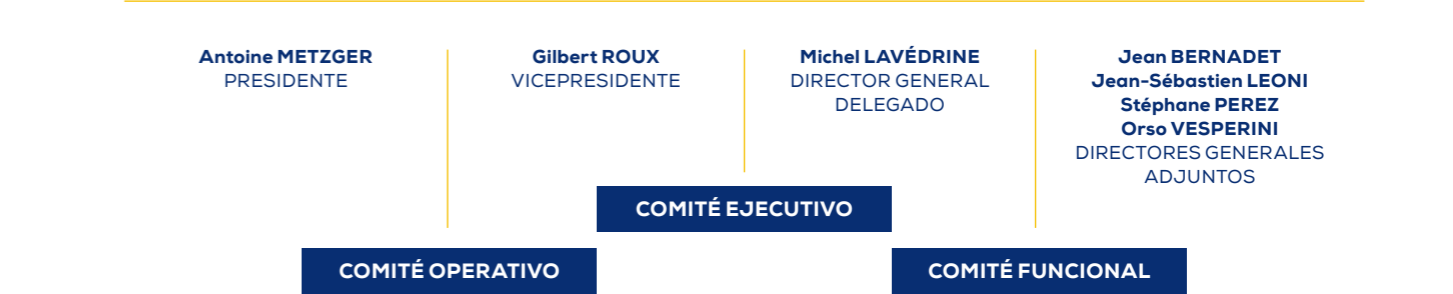 Antoine METZGER
PRESIDENTE
Gilbert ROUX
VICEPRESIDENTE
Michel LAVÉDRINE
DIRECTOR GENERAL
DELEGADO
Jean BERNADET
Jean-Sébastien LEONI
Stéphane PEREZ
Orso VESPERINI
DIRECTORES GENERALES
ADJUNTOS
COMITÉ EJECUTIVO
COMITÉ OPERATIVO
COMITÉ FUNCIONAL